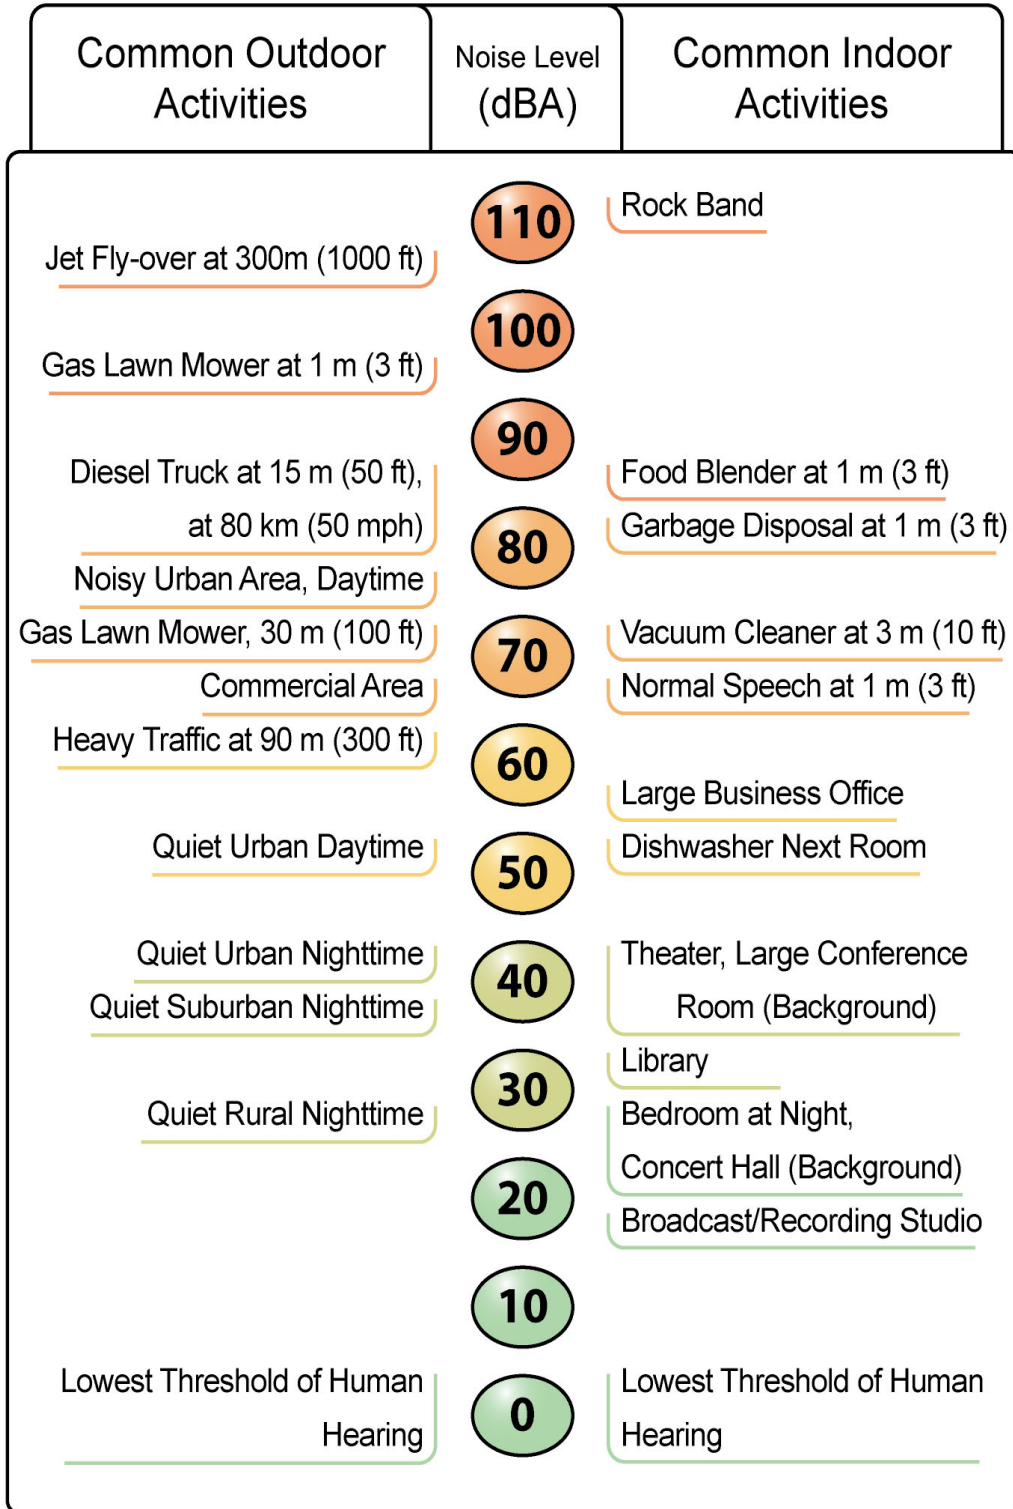 Common Outdoor
Activities
Noise Level
(dBA)
Common Indoor
Activities
110
Rock Band
Jet Fly-over at 300m (1000 ft)
100
Gas Lawn Mower at 1 m (3 ft)
90
Diesel Truck at 15 m (50 ft),
at 80 km (50 mph)
Food Blender at 1 m (3 ft)
80
Garbage Disposal at 1 m (3 ft)
Noisy Urban Area, Daytime
Gas Lawn Mower, 30 m (100 ft)
70
Vacuum Cleaner at 3 m (10 ft)
Commercial Area
Normal Speech at 1 m (3 ft)
Heavy Traffic at 90 m (300 ft)
60
Large Business Office
Quiet Urban Daytime
50
Dishwasher Next Room
Quiet Urban Nighttime
40
Theater, Large Conference
Room (Background)
Quiet Suburban Nighttime
30
Library
Quiet Rural Nighttime
Bedroom at Night,
Concert Hall (Background)
20
Broadcast/Recording Studio
10
Lowest Threshold of Human
Hearing
0
Lowest Threshold of Human
Hearing